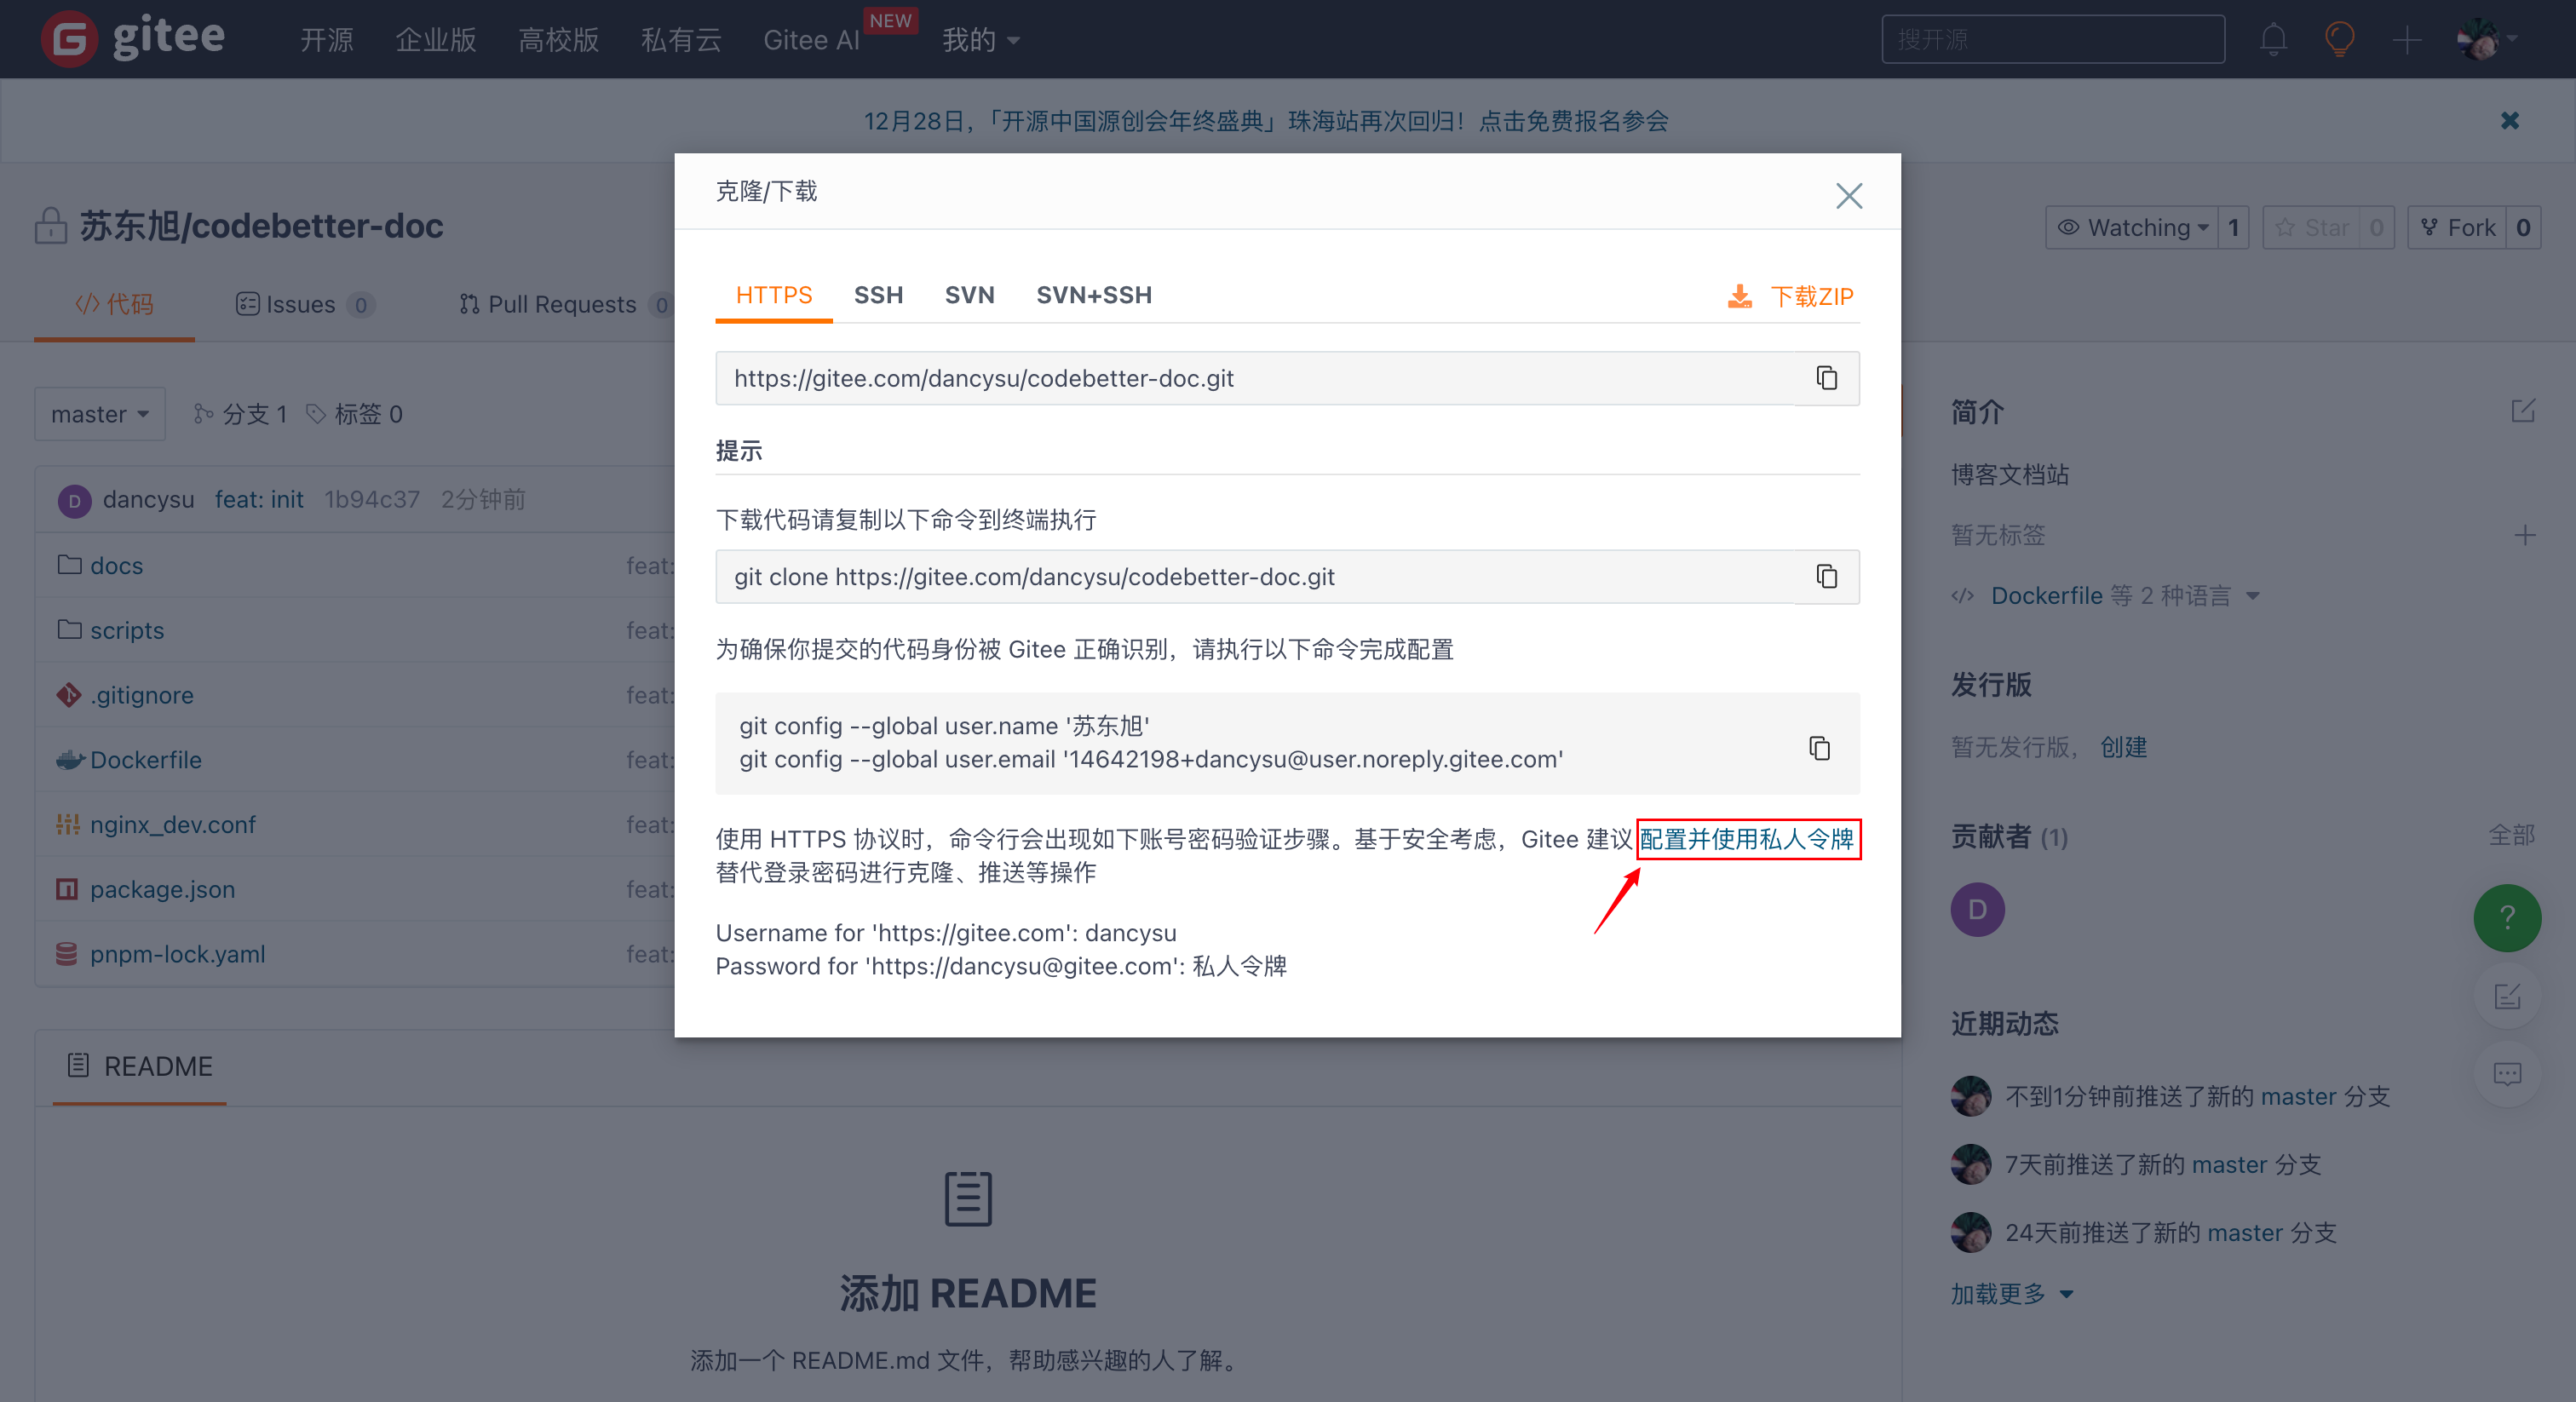 gitee
开源 企业版 高校版 私有云 Gitee AI NEW 我的
搜开源
12月28日，「开源中国源创会年终盛典」珠海站再次回归！点击免费报名参会
苏东旭/codebetter-doc
Watching 1 Star 0 Fork 0
代码 Issues 0 Pull Requests 0
master 分支 1 标签 0
D dancysu feat: init 1b94c37 2分钟前
docs feat:
scripts feat:
.gitignore feat:
Dockerfile feat:
nginx_dev.conf feat:
package.json feat:
pnpm-lock.yaml feat:
README
添加 README
添加一个 README.md 文件，帮助感兴趣的人了解。
克隆/下载
HTTPS SSH SVN SVN+SSH 下载ZIP
https://gitee.com/dancysu/codebetter-doc.git
提示
下载代码请复制以下命令到终端执行
git clone https://gitee.com/dancysu/codebetter-doc.git
为确保你提交的代码身份被 Gitee 正确识别，请执行以下命令完成配置
git config --global user.name '苏东旭'
git config --global user.email '14642198+dancysu@user.noreply.gitee.com'
使用 HTTPS 协议时，命令行会出现如下账号密码验证步骤。基于安全考虑，Gitee 建议 配置并使用私人令牌
替代登录密码进行克隆、推送等操作
Username for 'https://gitee.com': dancysu
Password for 'https://dancysu@gitee.com': 私人令牌
简介
博客文档站
暂无标签
Dockerfile 等 2 种语言
发行版
暂无发行版， 创建
贡献者 (1) 全部
D
?
近期动态
不到1分钟前推送了新的 master 分支
7天前推送了新的 master 分支
24天前推送了新的 master 分支
加载更多